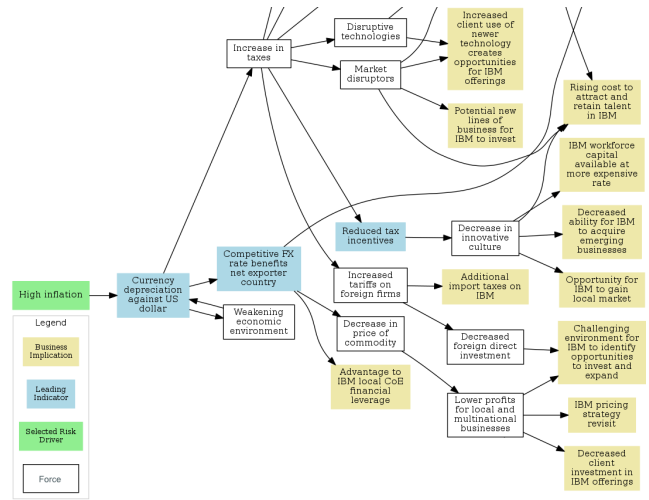 Increased
client use of
newer
technology
creates
opportunities
for IBM
offerings
Disruptive
technologies
Increase in
taxes
Market
disruptors
Potential new
lines of
business for
IBM to invest
Rising cost to
attract and
retain talent
in IBM
IBM workforce
capital
available at
more expensive
rate
Reduced tax
incentives
Decrease in
innovative
culture
Decreased
ability for IBM
to acquire
emerging
businesses
Competitive FX
rate benefits
net exporter
country
Increased
tariffs on
foreign firms
Additional
import taxes on
IBM
Opportunity for
IBM to gain
local market
High inflation
Currency
depreciation
against US
dollar
Weakening
economic
environment
Decrease in
price of
commodity
Decreased
foreign direct
investment
Challenging
environment for
IBM to identify
opportunities
to invest and
expand
Advantage to
IBM local CoE
financial
leverage
Lower profits
for local and
multinational
businesses
IBM pricing
strategy
revisit
Decreased
client
investment in
IBM offerings
Legend
Business
Implication
Leading
Indicator
Selected Risk
Driver
Force